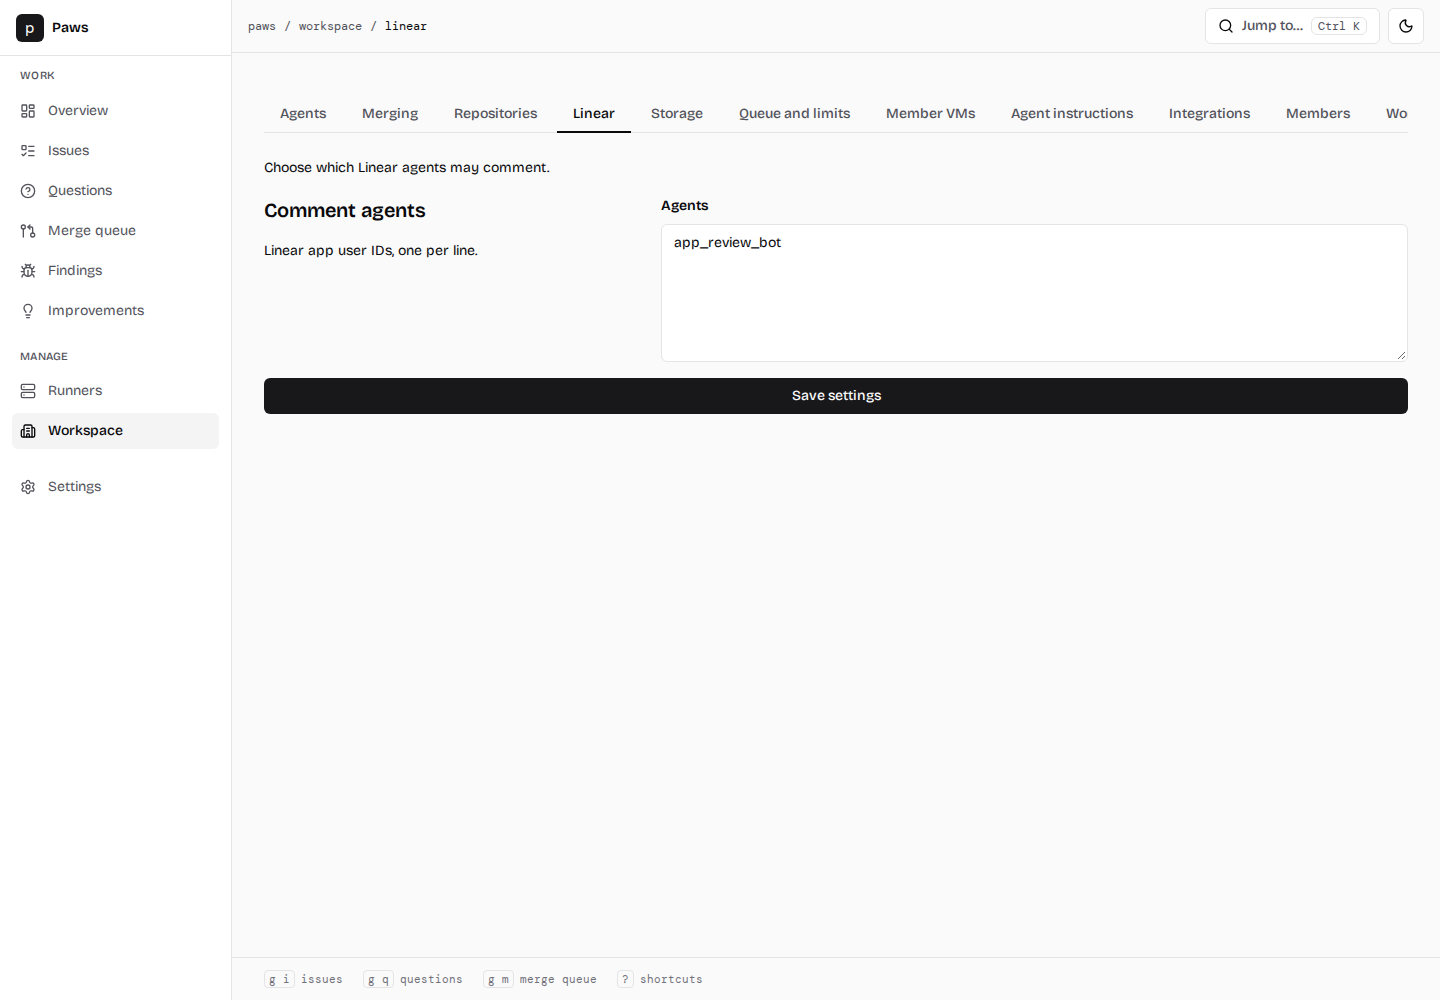 p Paws
paws / workspace / linear
Jump to... Ctrl K
WORK
Overview
Issues
Questions
Merge queue
Findings
Improvements
MANAGE
Runners
Workspace
Settings
Agents Merging Repositories Linear Storage Queue and limits Member VMs Agent instructions Integrations Members Wo
Choose which Linear agents may comment.
Comment agents
Linear app user IDs, one per line.
Agents
app_review_bot
Save settings
g i issues g q questions g m merge queue ? shortcuts